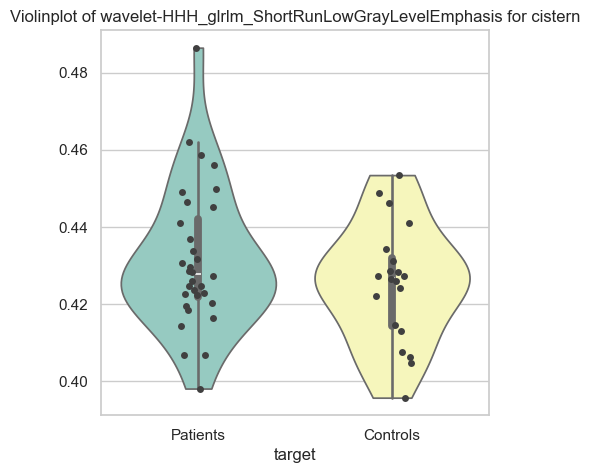 Violinplot of wavelet-HHH_glrlm_ShortRunLowGrayLevelEmphasis for cistern
0.48
0.46
0.44
0.42
0.40
Patients Controls
target